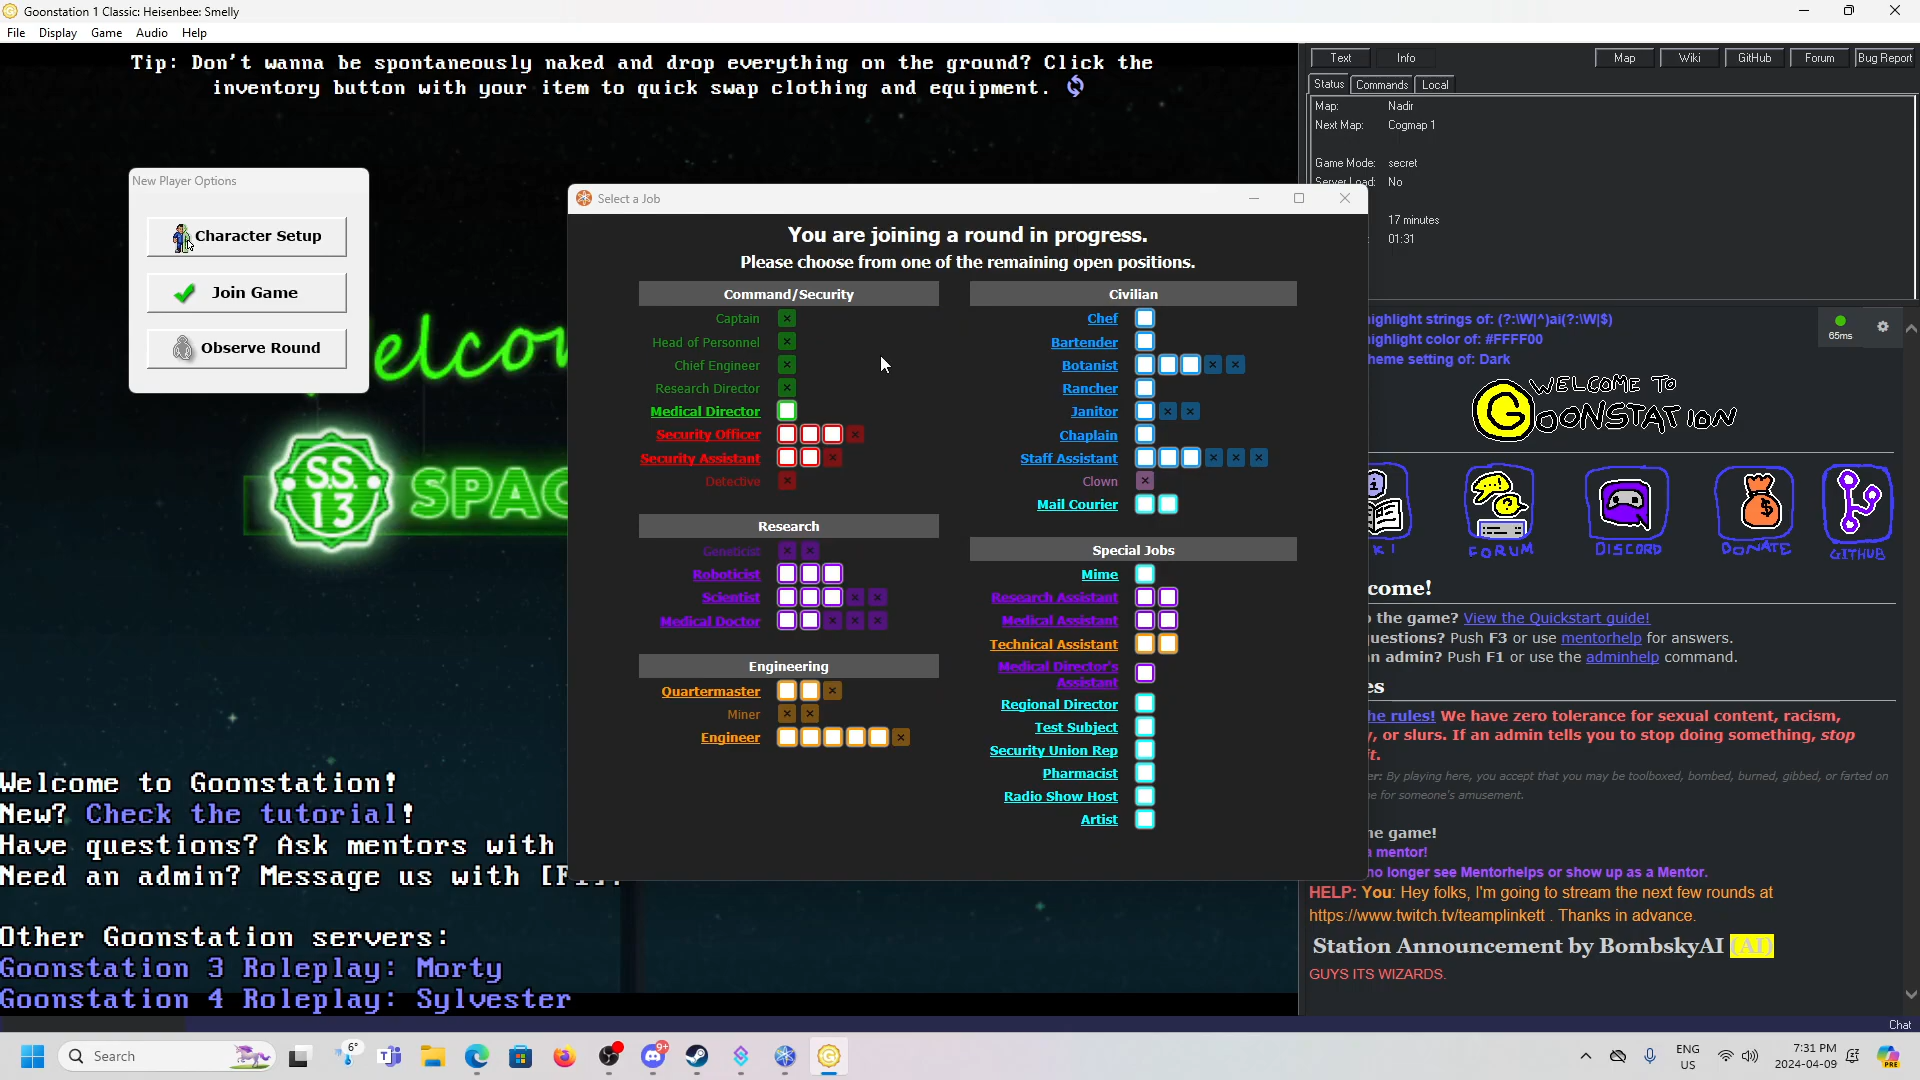 Goonstation 1 Classic: Heisenbee: Smelly
File Display Game Audio Help
Tip: Don't wanna be spontaneously naked and drop everything on the ground? Click the
inventory button with your item to quick swap clothing and equipment.
New Player Options
Character Setup
Join Game
Observe Round
Welcome to Goonstation!
New? Check the tutorial!
Have questions? Ask mentors with
Need an admin? Message us with
Other Goonstation servers:
Goonstation 3 Roleplay: Morty
Goonstation 4 Roleplay: Sylvester
S.S.
13
Select a Job
You are joining a round in progress.
Please choose from one of the remaining open positions.
Command/Security
Captain
Head of Personnel
Chief Engineer
Research Director
Medical Director
Security Officer
Security Assistant
Detective
Research
Geneticist
Roboticist
Scientist
Medical Doctor
Engineering
Quartermaster
Miner
Engineer
Civilian
Chef
Bartender
Botanist
Rancher
Janitor
Chaplain
Staff Assistant
Clown
Mail Courier
Special Jobs
Mime
Research Assistant
Medical Assistant
Technical Assistant
Medical Director's
Assistant
Regional Director
Test Subject
Security Union Rep
Pharmacist
Radio Show Host
Artist
Text Info Map Wiki GitHub Forum Bug Report
Status Commands Local
Map: Nadir
Next Map: Cogmap 1
Game Mode: secret
Server Load: No
17 minutes
01:31
ighlight strings of: (?:\W|^)ai(?:\W|$)
ighlight color of: #FFFF00
heme setting of: Dark
65ms
WELCOME TO
GOONSTATION
KI FORUM DISCORD DONATE GITHUB
come!
the game? View the Quickstart guide!
uestions? Push F3 or use mentorhelp for answers.
n admin? Push F1 or use the adminhelp command.
es
he rules! We have zero tolerance for sexual content, racism,
, or slurs. If an admin tells you to stop doing something, stop
t.
er: By playing here, you accept that you may be toolboxed, bombed, burned, gibbed, or farted on
e for someone's amusement.
he game!
a mentor!
no longer see Mentorhelps or show up as a Mentor.
HELP: You: Hey folks, I'm going to stream the next few rounds at
https://www.twitch.tv/teamplinkett . Thanks in advance.
Station Announcement by BombskyAI (AI)
GUYS ITS WIZARDS.
Chat
Search
6°
9+
ENG
US
7:31 PM
2024-04-09
PRE